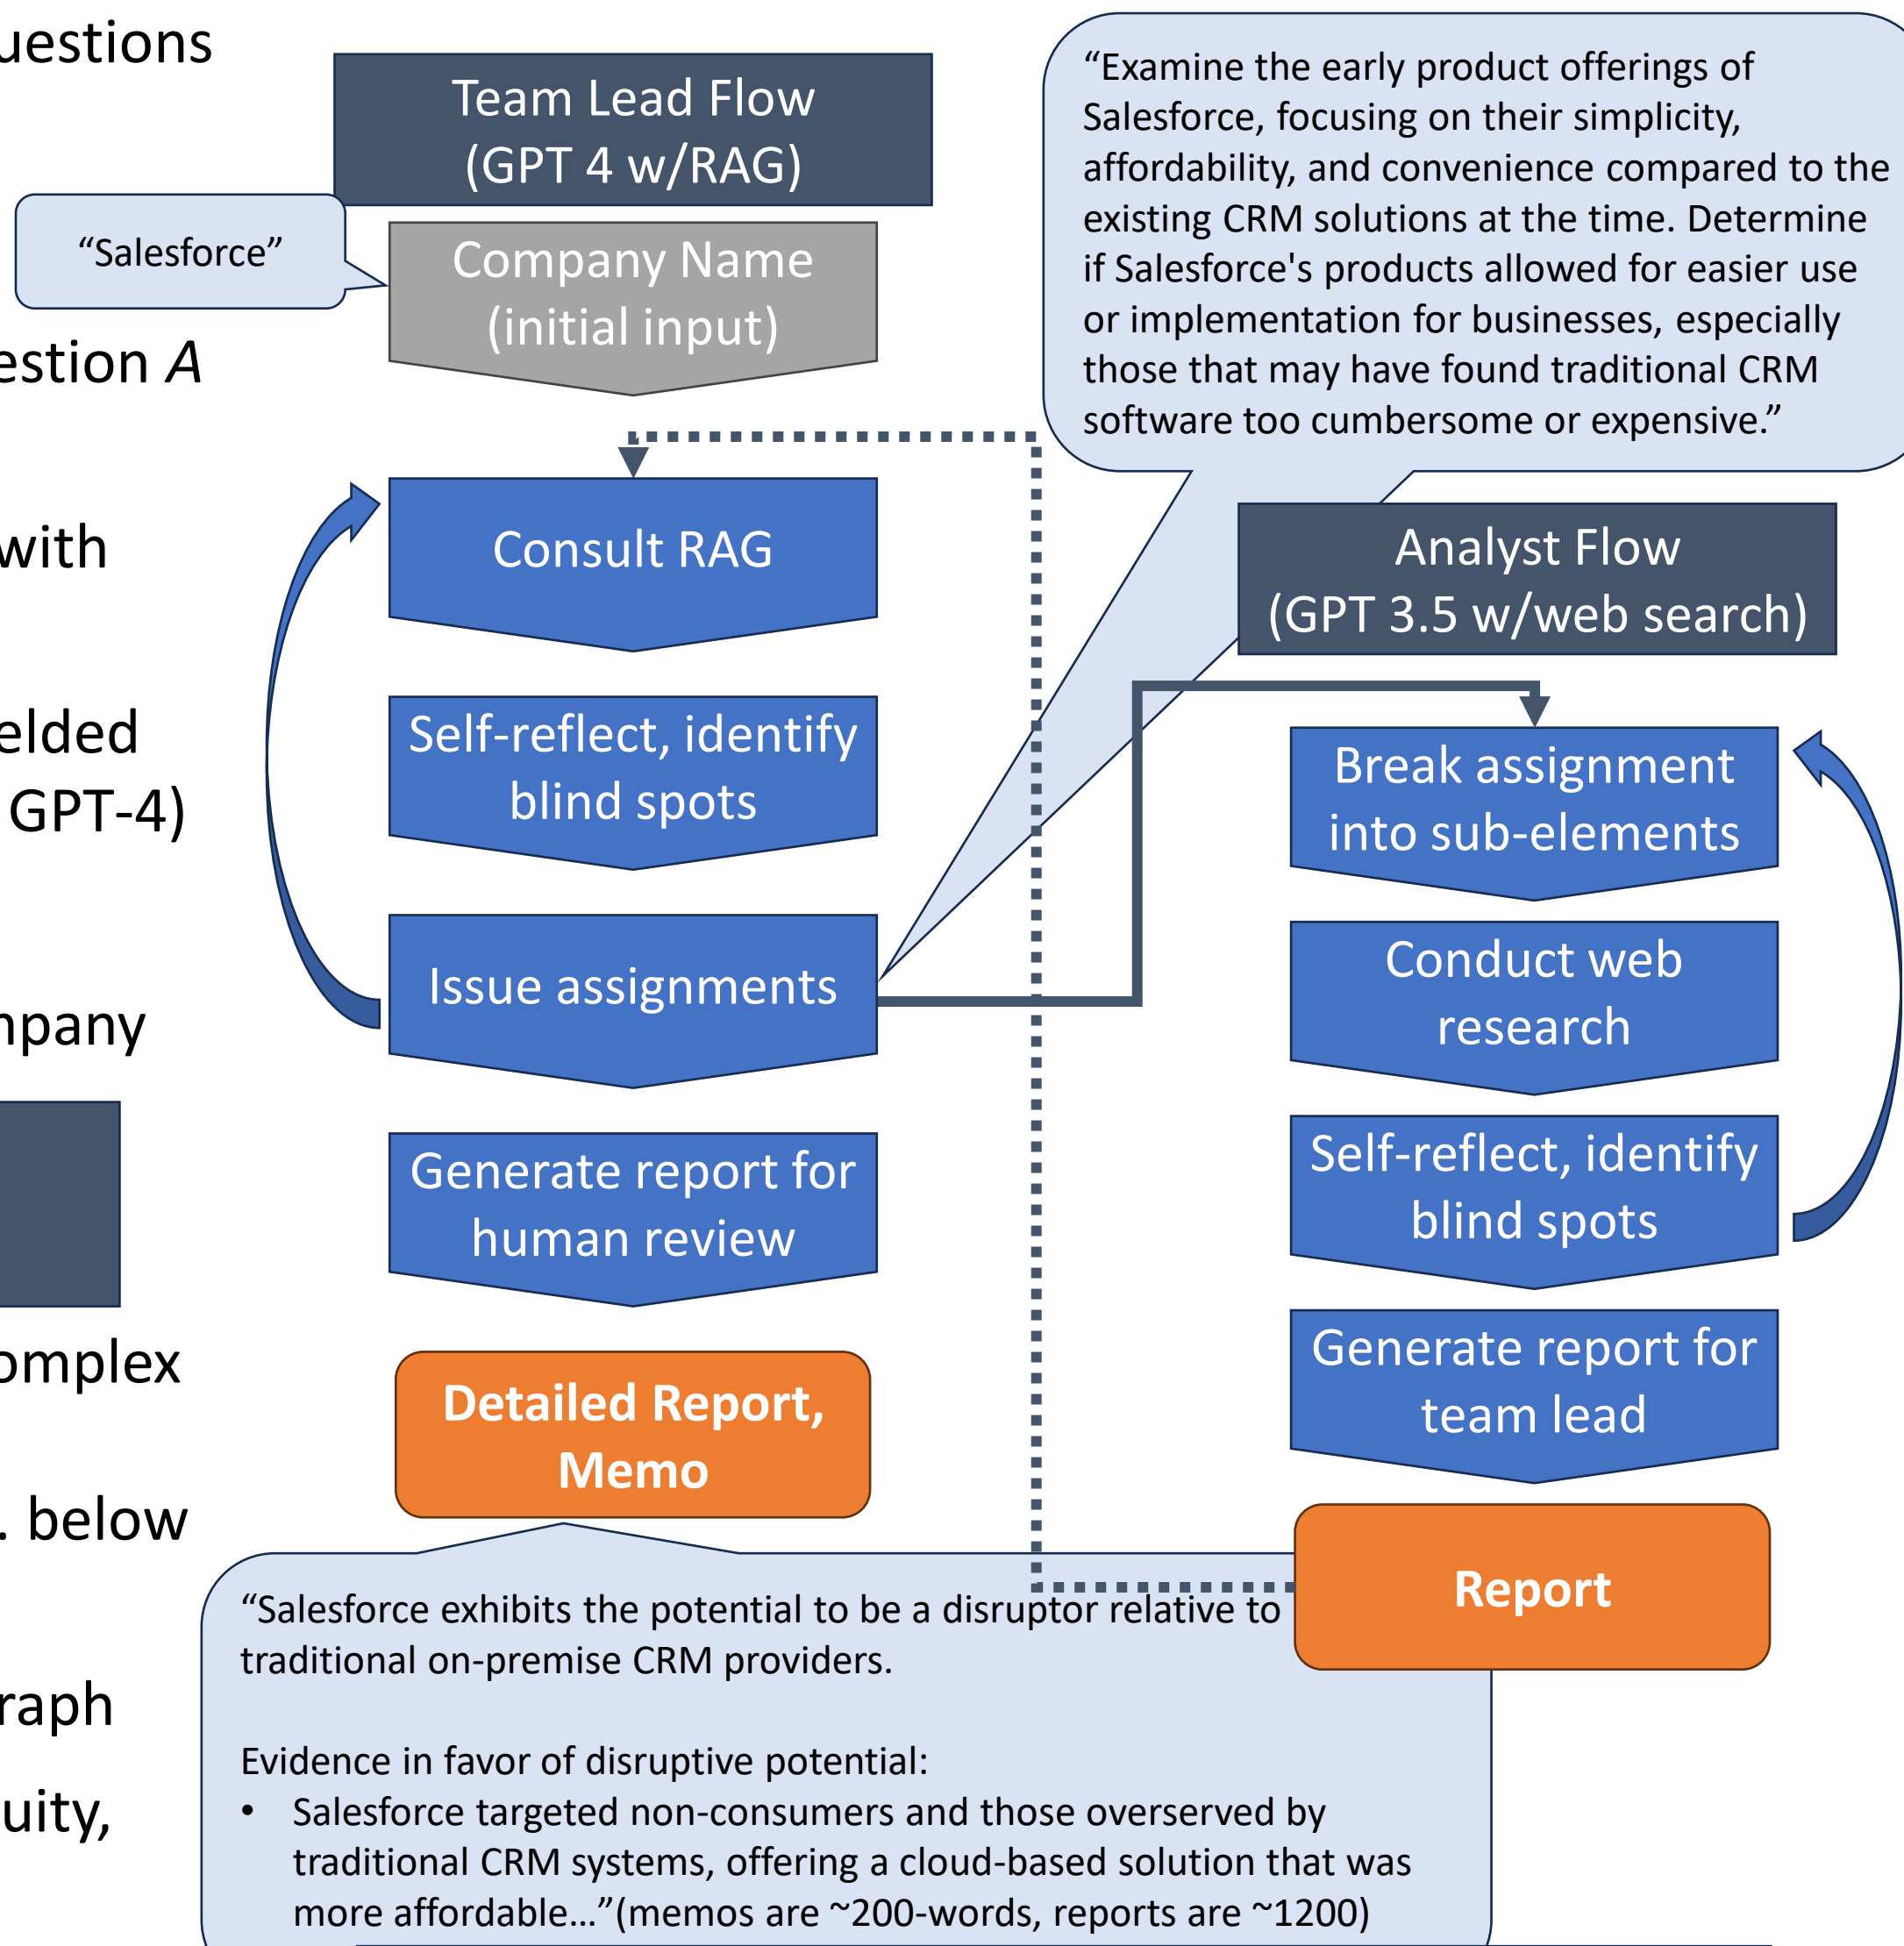 uestions
estion A
with
elded
GPT-4)
mpany
omplex
. below
raph
uity,
Team Lead Flow
(GPT 4 w/RAG)
“Salesforce”
Company Name
(initial input)
Consult RAG
Self-reflect, identify
blind spots
Issue assignments
Generate report for
human review
Detailed Report,
Memo
“Examine the early product offerings of
Salesforce, focusing on their simplicity,
affordability, and convenience compared to the
existing CRM solutions at the time. Determine
if Salesforce's products allowed for easier use
or implementation for businesses, especially
those that may have found traditional CRM
software too cumbersome or expensive.”
Analyst Flow
(GPT 3.5 w/web search)
Break assignment
into sub-elements
Conduct web
research
Self-reflect, identify
blind spots
Generate report for
team lead
Report
“Salesforce exhibits the potential to be a disruptor relative to
traditional on-premise CRM providers.
Evidence in favor of disruptive potential:
• Salesforce targeted non-consumers and those overserved by
traditional CRM systems, offering a cloud-based solution that was
more affordable…”(memos are ~200-words, reports are ~1200)